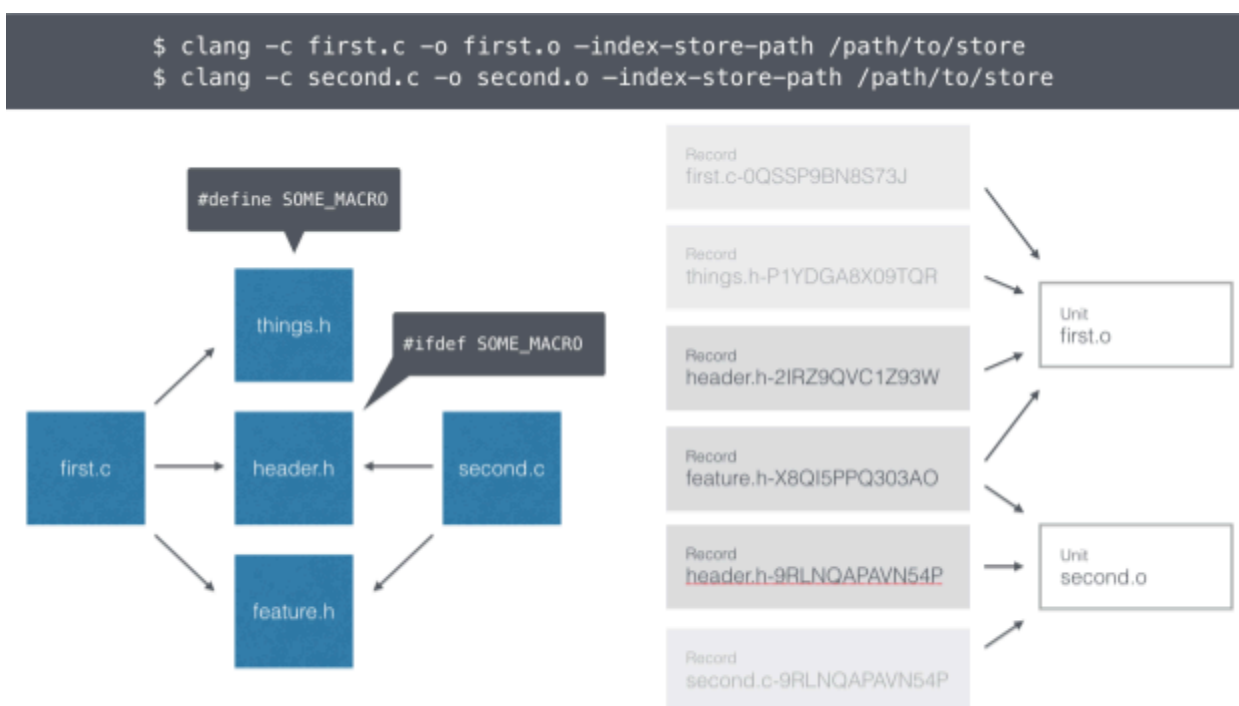 $ clang -c first.c -o first.o -index-store-path /path/to/store
$ clang -c second.c -o second.o -index-store-path /path/to/store
#define SOME_MACRO
things.h
#ifdef SOME_MACRO
first.c
header.h
second.c
feature.h
Record
first.c-0QSSP9BN8S73J
Record
things.h-P1YDGA8X09TQR
Record
header.h-2IRZ9QVC1Z93W
Record
feature.h-X8QI5PPQ303AO
Record
header.h-9RLNQAPAVN54P
Record
second.c-9RLNQAPAVN54P
Unit
first.o
Unit
second.o